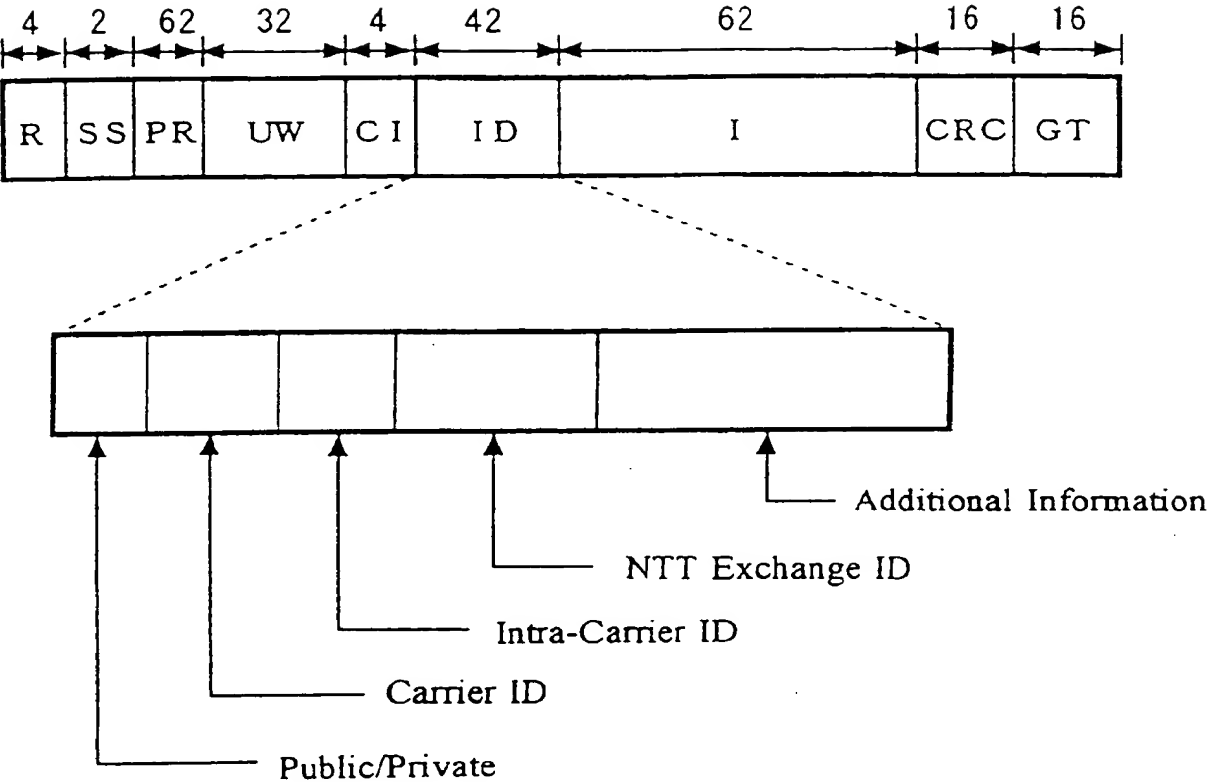 4 2 62 32 4 42 62 16 16
R SS PR UW CI ID I CRC GT
Additional Information
NTT Exchange ID
Intra-Carrier ID
Carrier ID
Public/Private